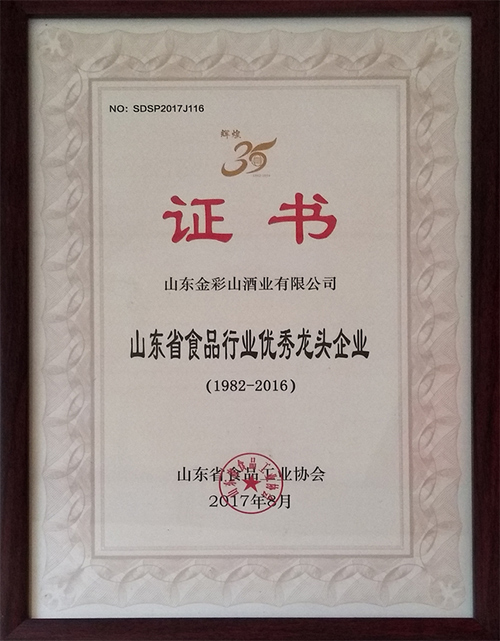 NO: SDSP2017J116
辉煌
35
证书
山东金彩山酒业有限公司
山东省食品行业优秀龙头企业
(1982-2016)
山东省食品工业协会
2017年8月